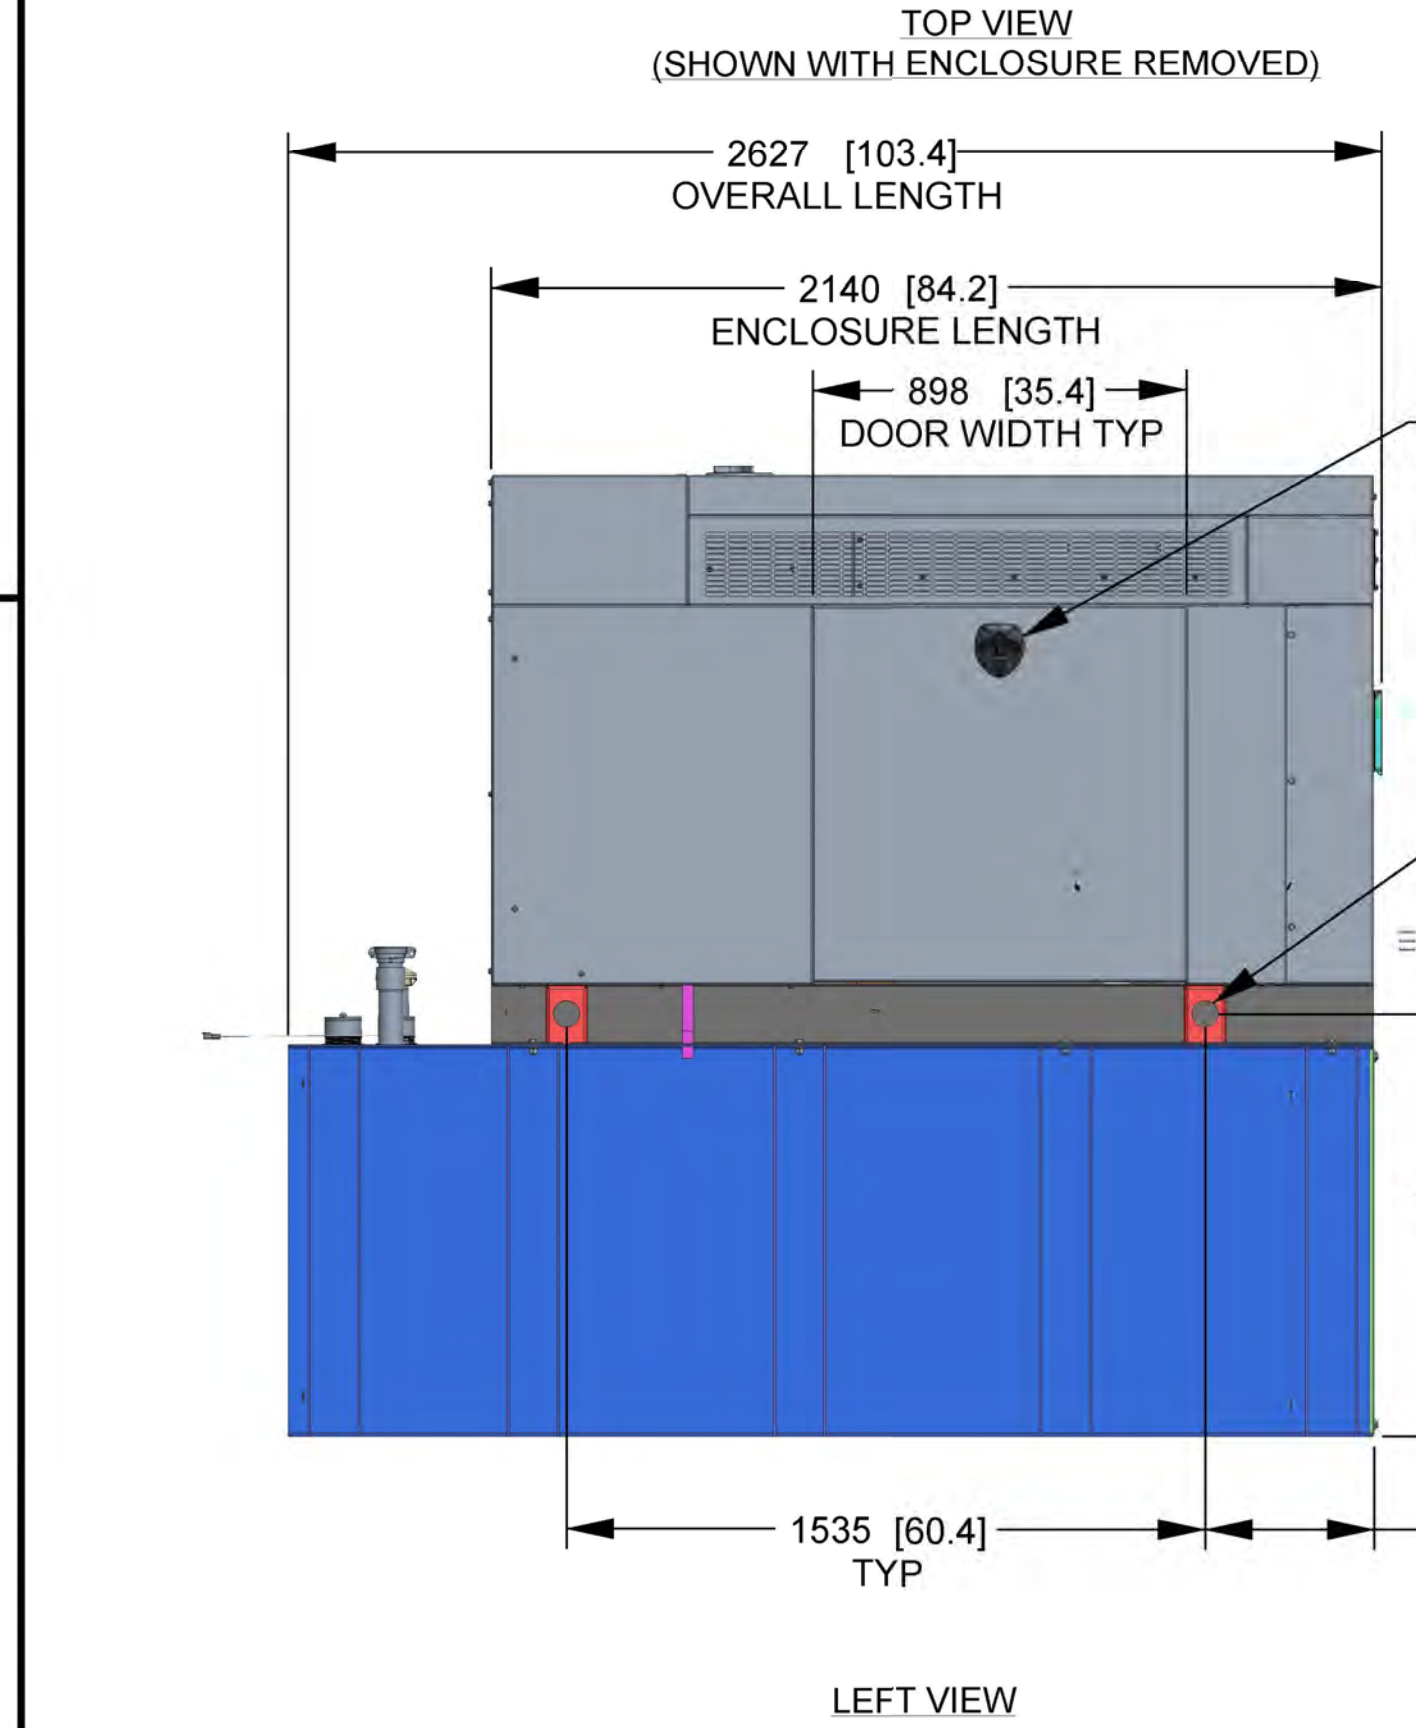 TOP VIEW
(SHOWN WITH ENCLOSURE REMOVED)
2627 [103.4]
OVERALL LENGTH
2140 [84.2]
ENCLOSURE LENGTH
898 [35.4]
DOOR WIDTH TYP
1535 [60.4]
TYP
LEFT VIEW